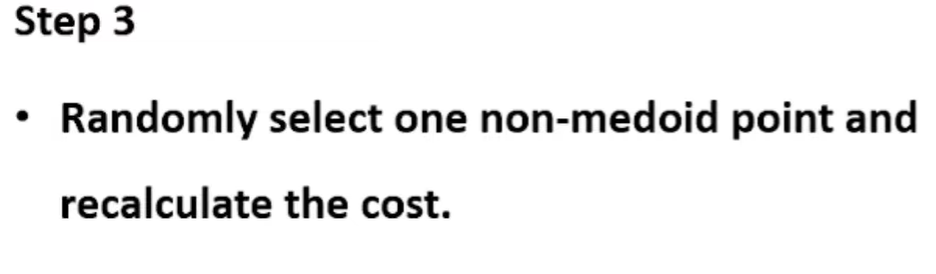 Step 3
• Randomly select one non-medoid point and
recalculate the cost.